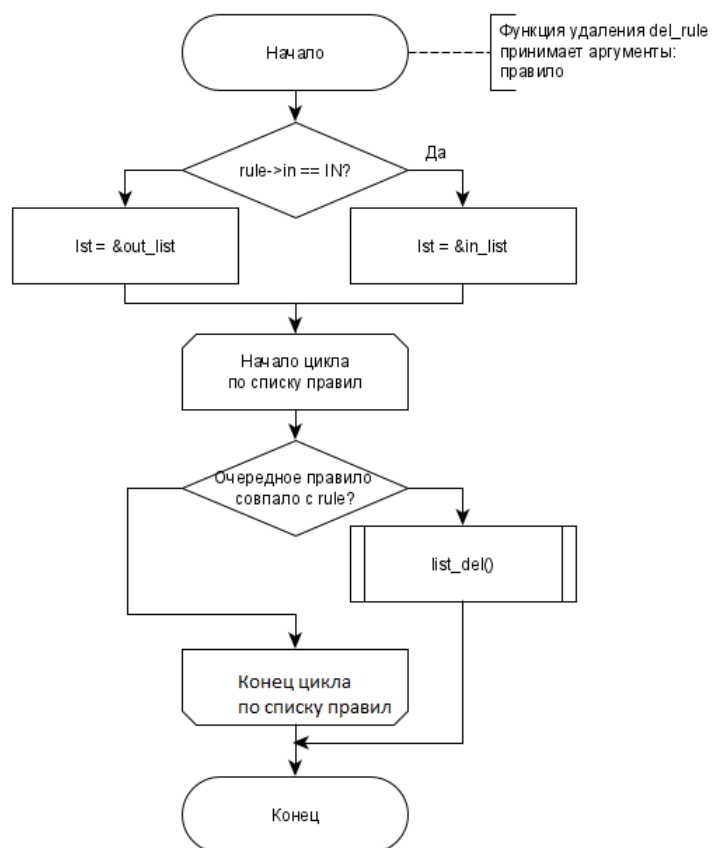 Начало
Функция удаления del_rule
принимает аргументы:
правило
rule->in == IN?
Да
lst = &out_list
lst = &in_list
Начало цикла
по списку правил
Очередное правило
совпало с rule?
list_del()
Конец цикла
по списку правил
Конец